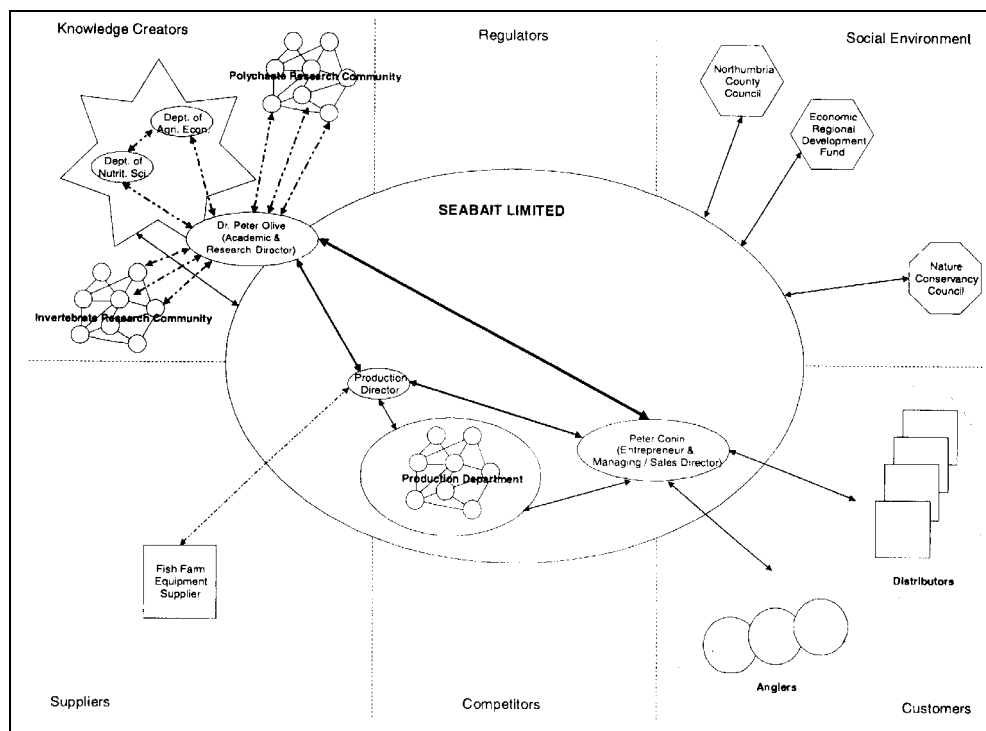 Knowledge Creators
Regulators
Social Environment
Polychaete Research Community
Northumbria
County
Council
Economic
Regional
Development
Fund
Dept. of
Agri. Econ.
Dept. of
Nutrit. Sci.
SEABAIT LIMITED
Dr. Peter Olive
(Academic &
Research Director)
Nature
Conservancy
Council
Invertebrate Research Community
Production
Director
Peter Conin
(Entrepreneur &
Managing / Sales Director)
Production Department
Fish Farm
Equipment
Supplier
Distributors
Anglers
Suppliers
Competitors
Customers